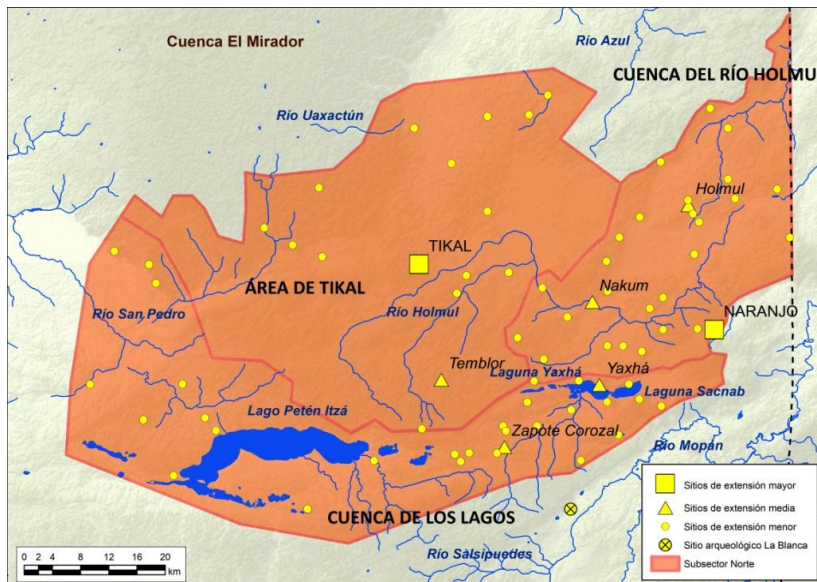 Cuenca El Mirador
Río Azul
CUENCA DEL RÍO HOLMU
Río Uaxactún
Holmul
TIKAL
ÁREA DE TIKAL
Nakum
Río San Pedro
Río Holmul
NARANJO
Temblor
Laguna Yaxhá
Yaxhá
Laguna Sacnab
Lago Petén Itzá
Zapote Corozal
Río Mopán
CUENCA DE LOS LAGOS
Río Salsipuedes
Sitios de extensión mayor
Sitios de extensión media
Sitios de extensión menor
Sitio arqueológico La Blanca
Subsector Norte
0 2 4 8 12 16 20
km